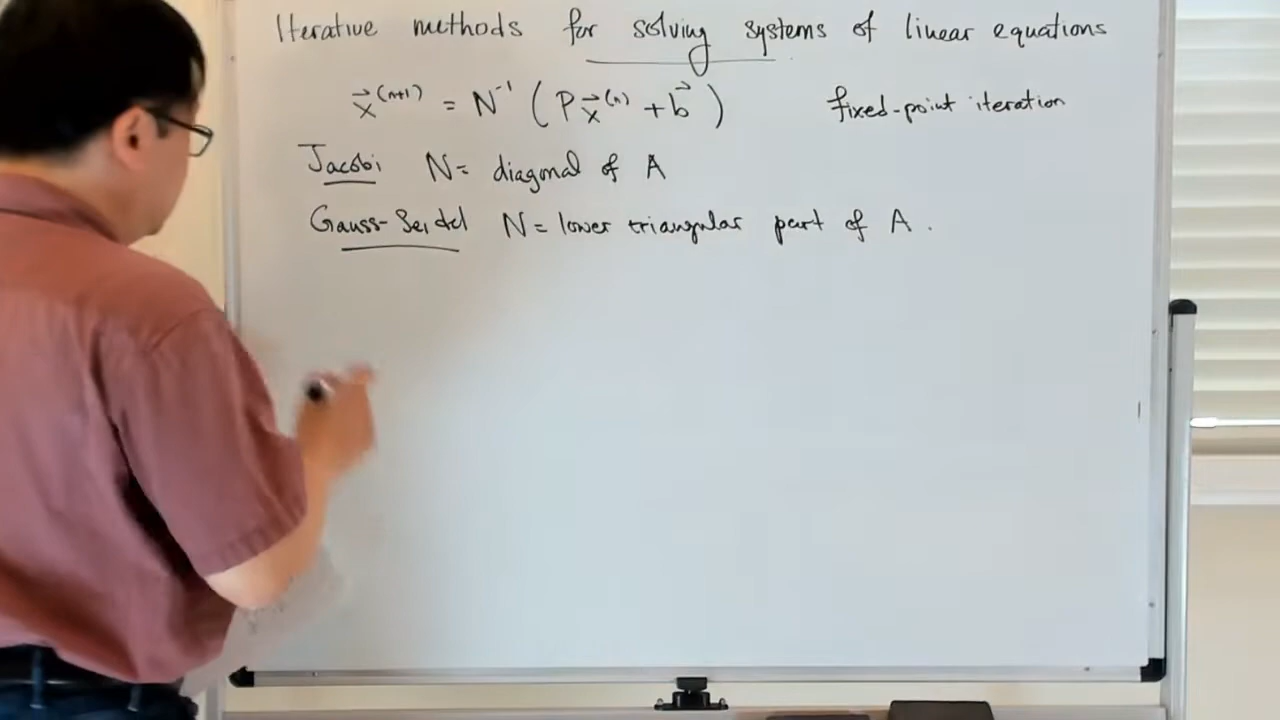 Iterative methods for solving systems of linear equations
x⃗^(n+1) = N^-1 ( P x⃗^(n) + b⃗ ) fixed-point iteration
Jacobi N= diagonal of A
Gauss-Seidel N= lower triangular part of A.